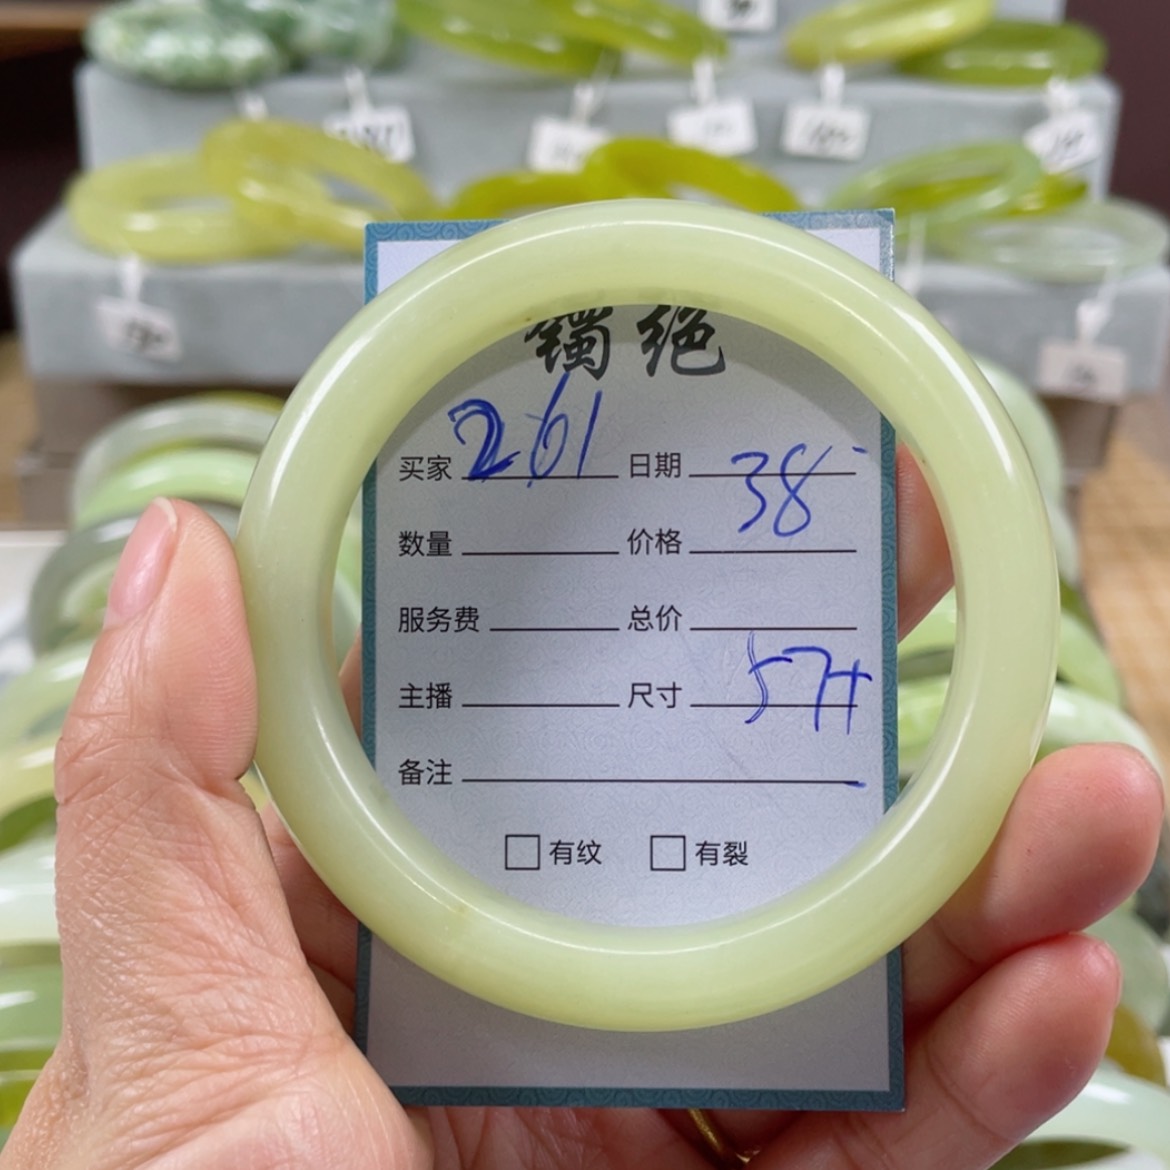 镯绝
买家 261 日期
数量 价格 38
服务费 总价
主播 尺寸 57+
备注
有纹 有裂